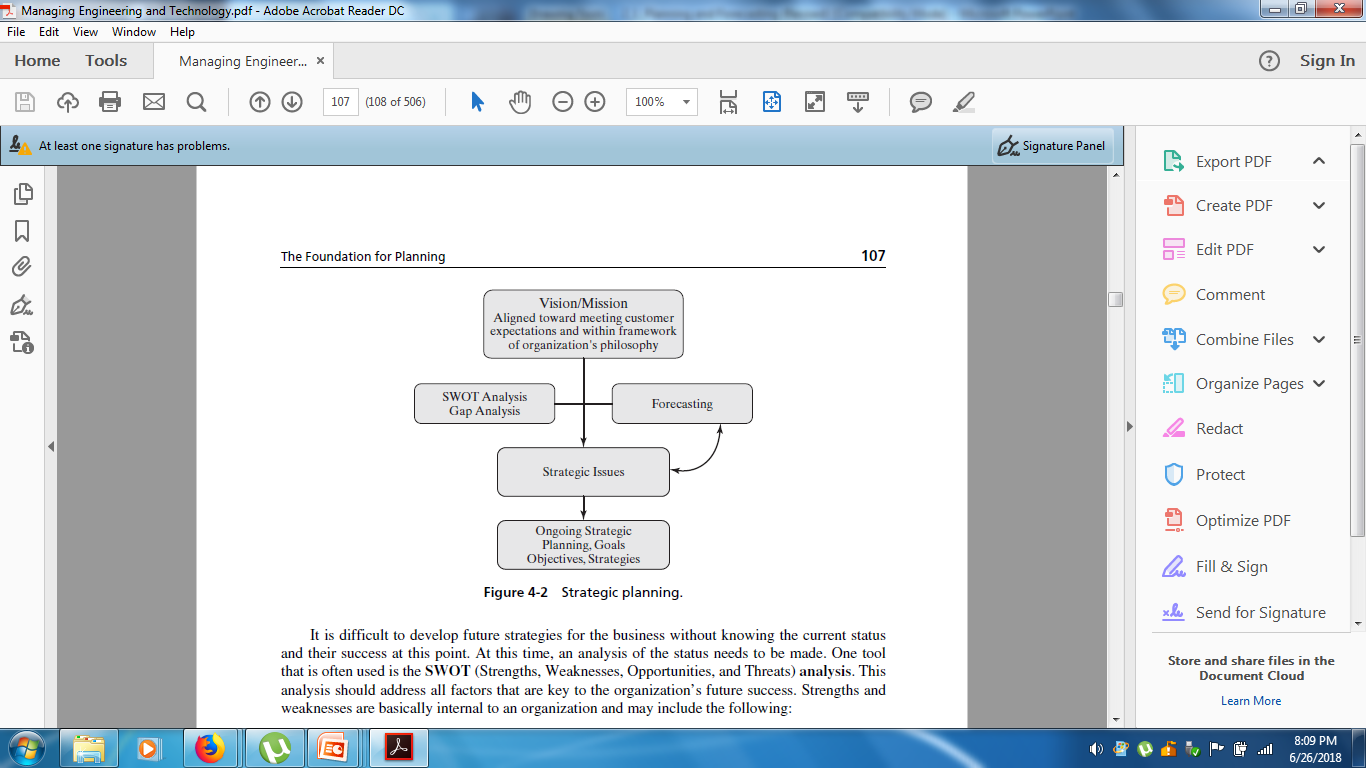 Managing Engineering and Technology.pdf - Adobe Acrobat Reader DC
File Edit View Window Help
Home Tools Managing Engineer... × Sign In
107 (108 of 506) 100%
At least one signature has problems. Signature Panel
The Foundation for Planning 107
Vision/Mission
Aligned toward meeting customer
expectations and within framework
of organization's philosophy
SWOT Analysis
Gap Analysis
Forecasting
Strategic Issues
Ongoing Strategic
Planning, Goals
Objectives, Strategies
Figure 4-2 Strategic planning.
It is difficult to develop future strategies for the business without knowing the current status
and their success at this point. At this time, an analysis of the status needs to be made. One tool
that is often used is the SWOT (Strengths, Weaknesses, Opportunities, and Threats) analysis. This
analysis should address all factors that are key to the organization's future success. Strengths and
weaknesses are basically internal to an organization and may include the following:
Export PDF
Create PDF
Edit PDF
Comment
Combine Files
Organize Pages
Redact
Protect
Optimize PDF
Fill & Sign
Send for Signature
Store and share files in the
Document Cloud
Learn More
8:09 PM
6/26/2018